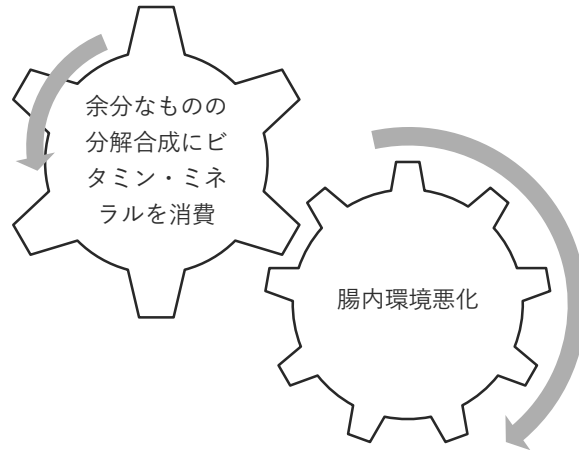 余分なものの
分解合成にビ
タミン・ミネ
ラルを消費
腸内環境悪化